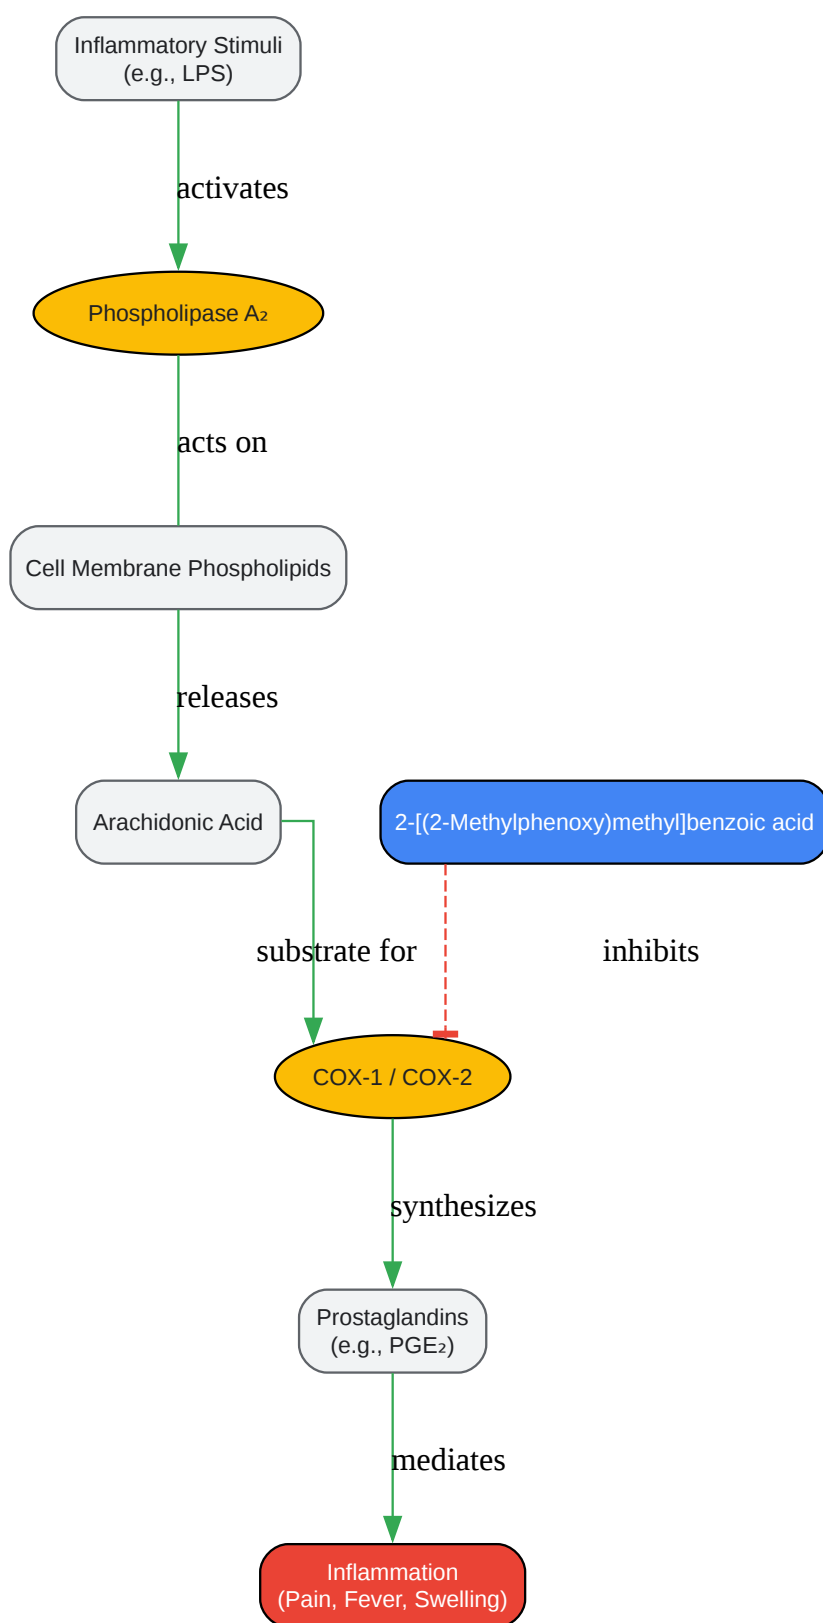 Inflammatory Stimuli
(e.g., LPS)
activates
Phospholipase A₂
acts on
Cell Membrane Phospholipids
releases
Arachidonic Acid
2-[(2-Methylphenoxy)methyl]benzoic acid
substrate for
inhibits
COX-1 / COX-2
synthesizes
Prostaglandins
(e.g., PGE₂)
mediates
Inflammation
(Pain, Fever, Swelling)